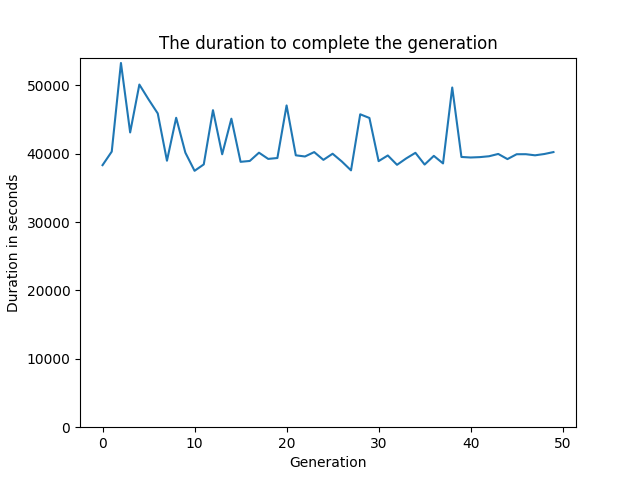 The duration to complete the generation
Duration in seconds
50000
40000
30000
20000
10000
0
0 10 20 30 40 50
Generation